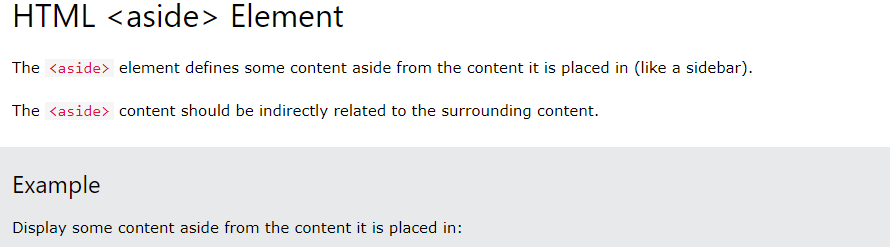 HTML <aside> Element
The <aside> element defines some content aside from the content it is placed in (like a sidebar).
The <aside> content should be indirectly related to the surrounding content.
Example
Display some content aside from the content it is placed in: